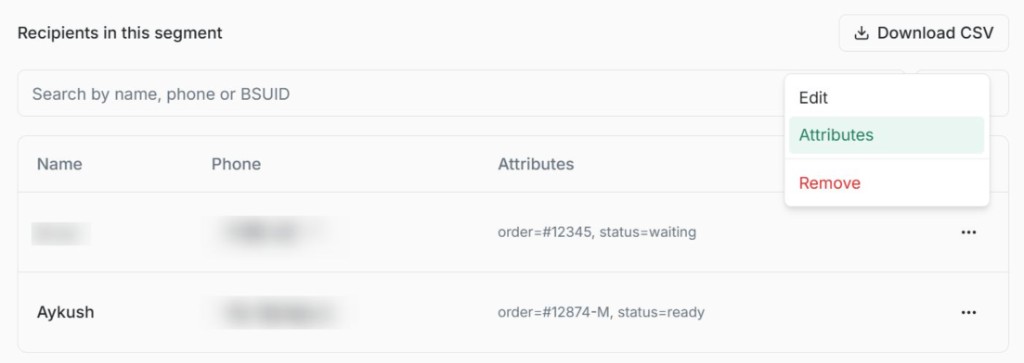 Recipients in this segment
Download CSV
Search by name, phone or BSUID
Edit
Attributes
Remove
Name Phone Attributes
order=#12345, status=waiting
Aykush order=#12874-M, status=ready